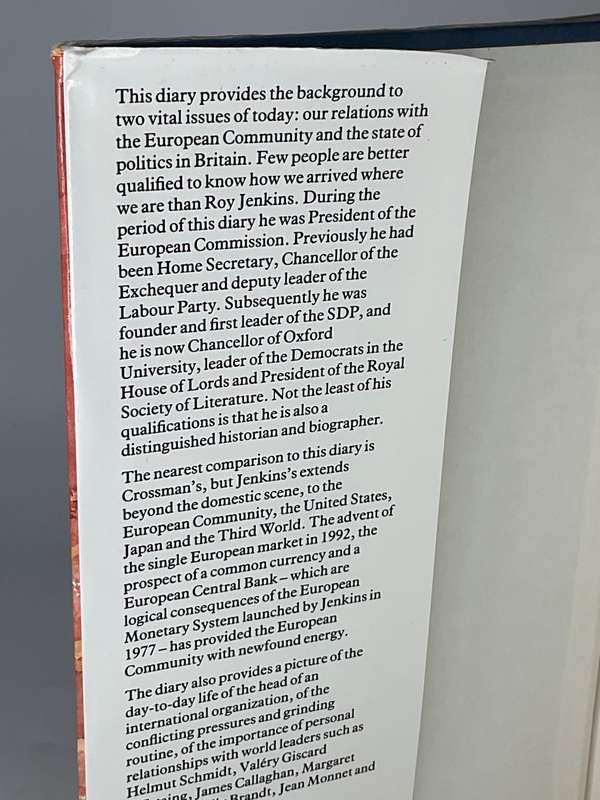 This diary provides the background to
two vital issues of today: our relations with
the European Community and the state of
politics in Britain. Few people are better
qualified to know how we arrived where
we are than Roy Jenkins. During the
period of this diary he was President of the
European Commission. Previously he had
been Home Secretary, Chancellor of the
Exchequer and deputy leader of the
Labour Party. Subsequently he was
founder and first leader of the SDP, and
he is now Chancellor of Oxford
University, leader of the Democrats in the
House of Lords and President of the Royal
Society of Literature. Not the least of his
qualifications is that he is also a
distinguished historian and biographer.
The nearest comparison to this diary is
Crossman's, but Jenkins's extends
beyond the domestic scene, to the
European Community, the United States,
Japan and the Third World. The advent of
the single European market in 1992, the
prospect of a common currency and a
European Central Bank – which are
logical consequences of the European
Monetary System launched by Jenkins in
1977 – has provided the European
Community with newfound energy.
The diary also provides a picture of the
day-to-day life of the head of an
international organization, of the
conflicting pressures and grinding
routine, of the importance of personal
relationships with world leaders such as
Helmut Schmidt, Valéry Giscard
James Callaghan, Margaret
Brandt, Jean Monnet and